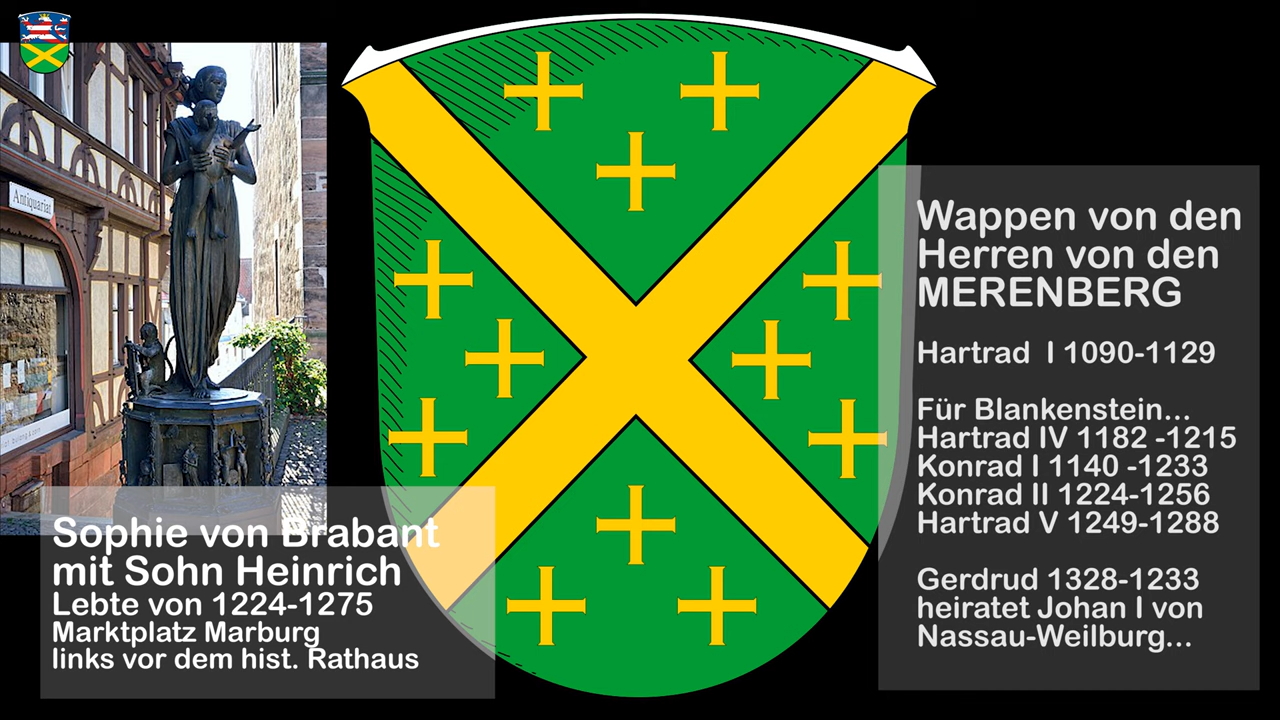 Antiquariat
Sophie von Brabant
mit Sohn Heinrich
Lebte von 1224-1275
Marktplatz Marburg
links vor dem hist. Rathaus
Wappen von den
Herren von den
MERENBERG
Hartrad I 1090-1129
Für Blankenstein...
Hartrad IV 1182 -1215
Konrad I 1140 -1233
Konrad II 1224-1256
Hartrad V 1249-1288
Gerdrud 1328-1233
heiratet Johan I von
Nassau-Weilburg...